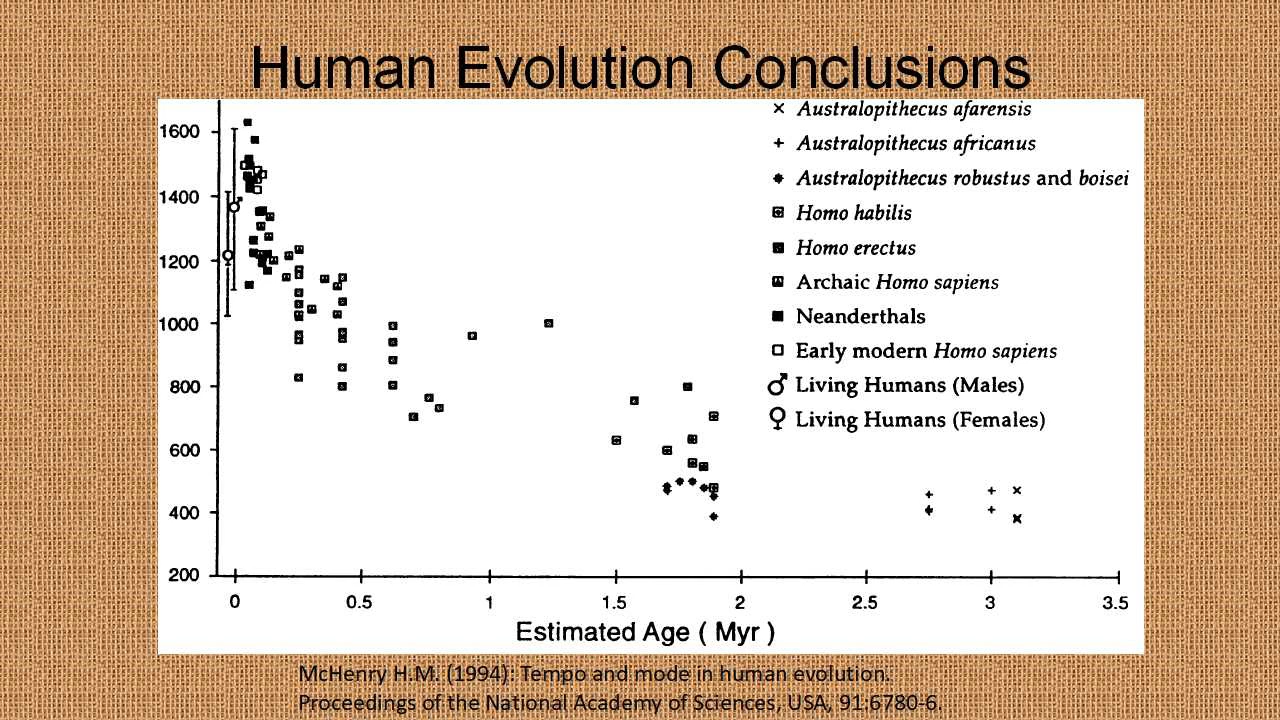 Human Evolution Conclusions
× Australopithecus afarensis
+ Australopithecus africanus
Australopithecus robustus and boisei
Homo habilis
Homo erectus
Archaic Homo sapiens
Neanderthals
Early modern Homo sapiens
♂ Living Humans (Males)
♀ Living Humans (Females)
1600
1400
1200
1000
800
600
400
200
0 0.5 1 1.5 2 2.5 3 3.5
Estimated Age ( Myr )
McHenry H.M. (1994): Tempo and mode in human evolution.
Proceedings of the National Academy of Sciences, USA, 91:6780-6.